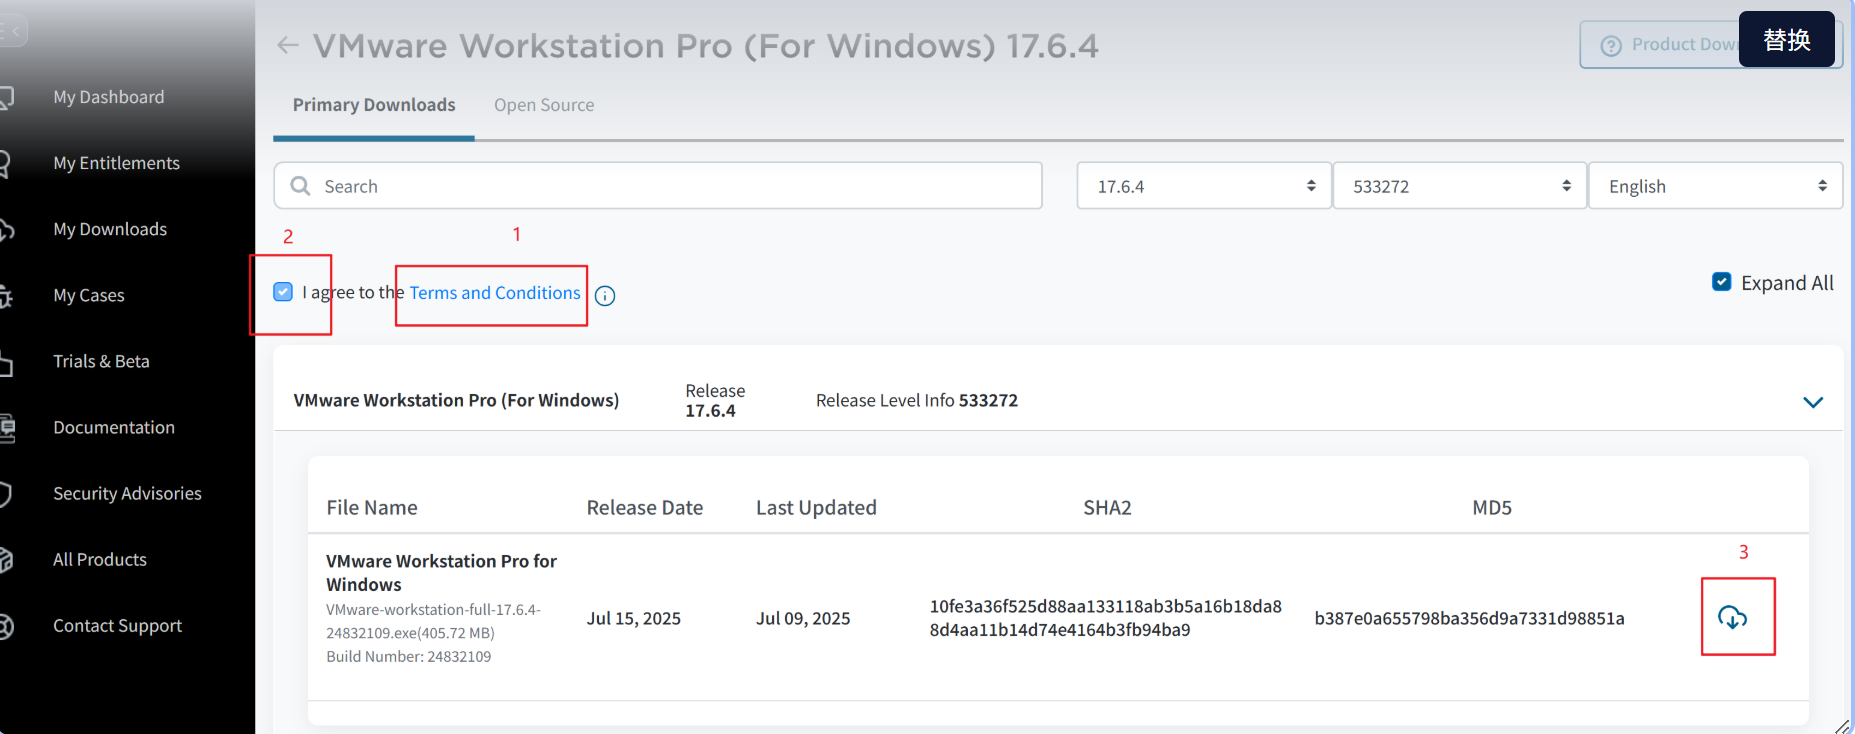 VMware Workstation Pro (For Windows) 17.6.4
替换
My Dashboard
My Entitlements
My Downloads
My Cases
Trials & Beta
Documentation
Security Advisories
All Products
Contact Support
Primary Downloads
Open Source
Search
17.6.4
533272
English
2
1
I agree to the Terms and Conditions
Expand All
VMware Workstation Pro (For Windows)
Release
17.6.4
Release Level Info 533272
File Name
Release Date
Last Updated
SHA2
MD5
VMware Workstation Pro for
Windows
VMware-workstation-full-17.6.4-
24832109.exe(405.72 MB)
Build Number: 24832109
Jul 15, 2025
Jul 09, 2025
10fe3a36f525d88aa133118ab3b5a16b18da8
8d4aa11b14d74e4164b3fb94ba9
b387e0a655798ba356d9a7331d98851a
3
Product